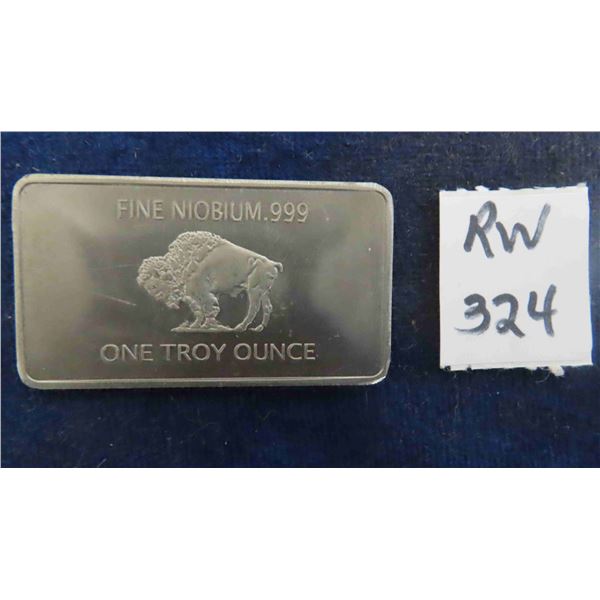 FINE NIOBIUM.999
ONE TROY OUNCE
RW
324